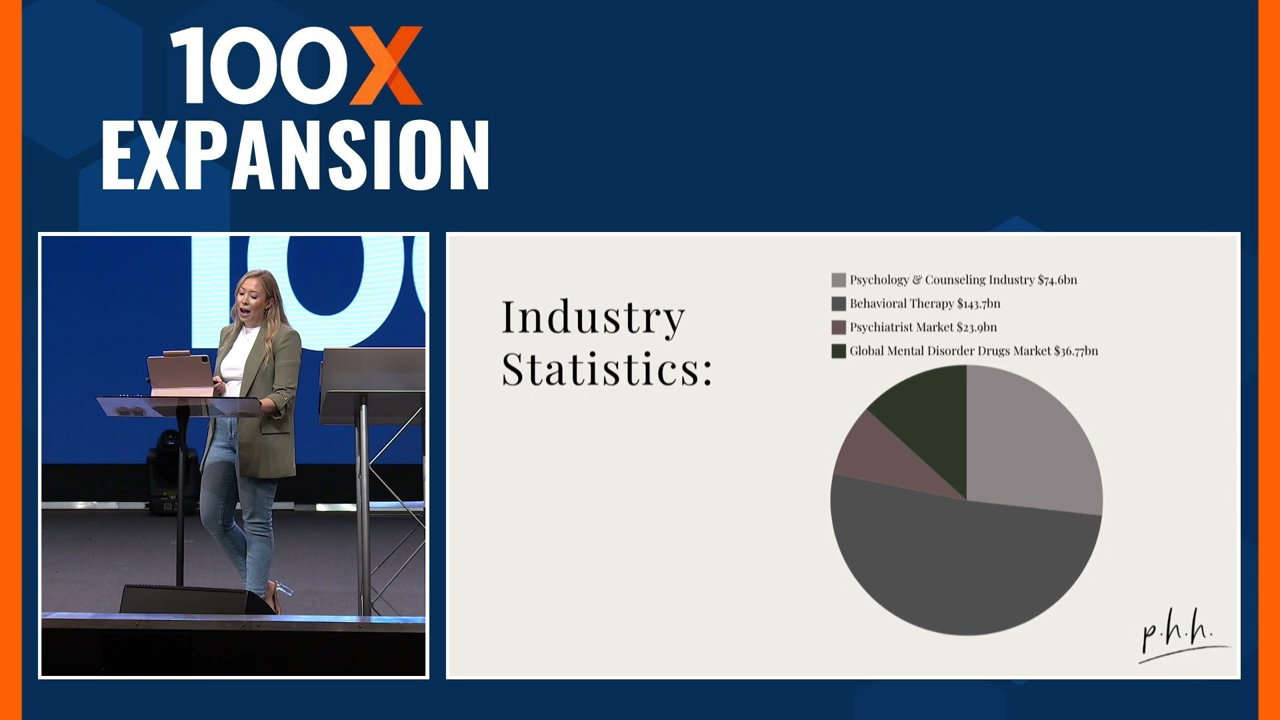 100X
EXPANSION
100
Industry
Statistics:
Psychology & Counseling Industry $74.6bn
Behavioral Therapy $143.7bn
Psychiatrist Market $23.9bn
Global Mental Disorder Drugs Market $36.77bn
p.h.h.